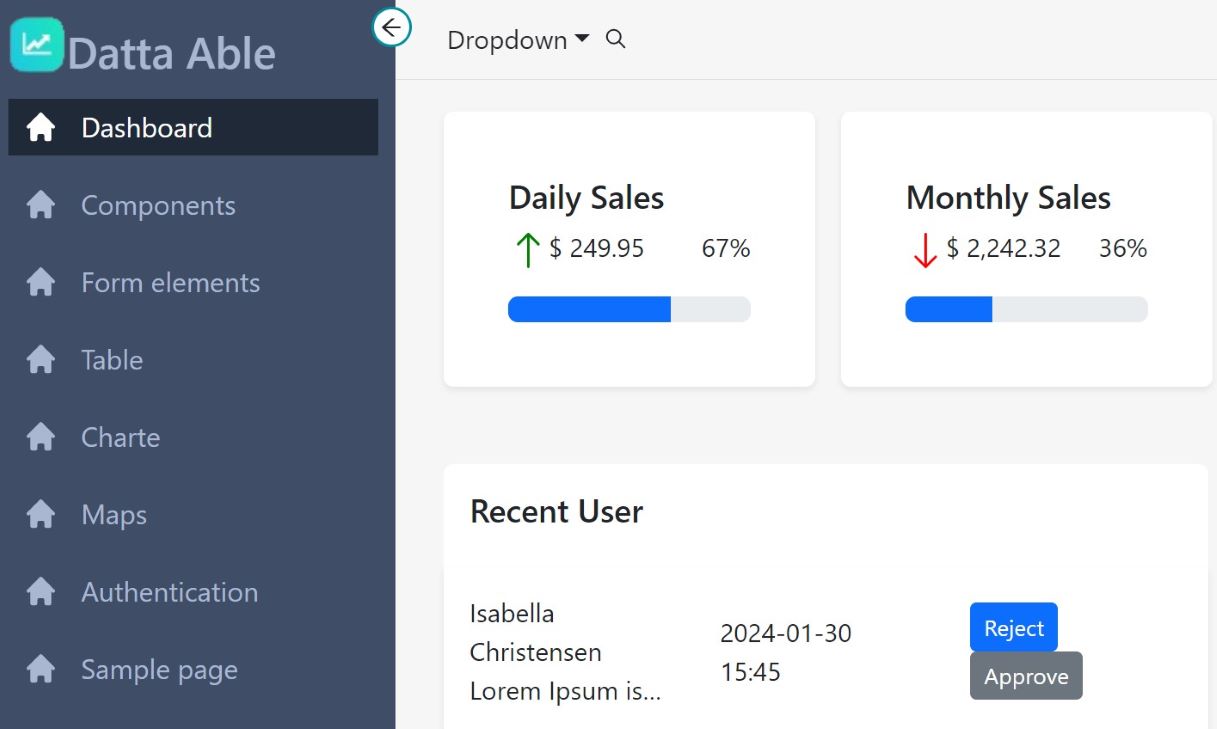 Datta Able
Dashboard
Components
Form elements
Table
Charte
Maps
Authentication
Sample page
Dropdown
Daily Sales
$ 249.95 67%
Monthly Sales
$ 2,242.32 36%
Recent User
Isabella
Christensen
Lorem Ipsum is...
2024-01-30
15:45
Reject
Approve